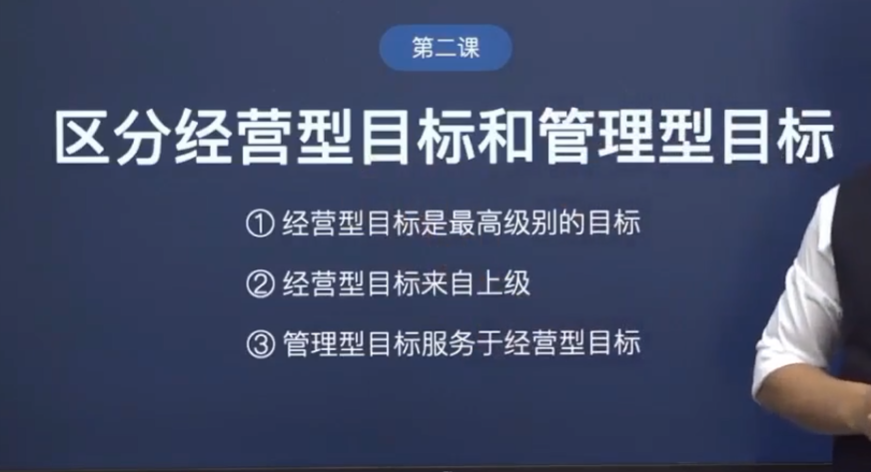 第二课
区分经营型目标和管理型目标
① 经营型目标是最高级别的目标
② 经营型目标来自上级
③ 管理型目标服务于经营型目标